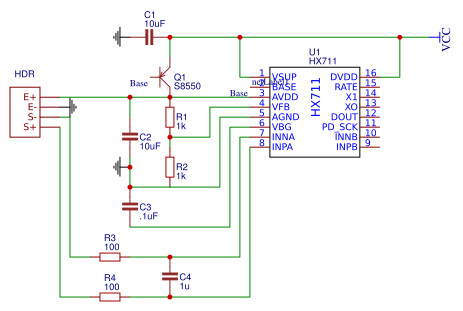 C1
10uF
VCC
U1
HX711
HDR
Base
Q1
S8550
E+
E-
S-
S+
Base
1 VSUP DVDD 16
2 BASE RATE 15
3 AVDD X1 14
4 VFB XO 13
5 AGND DOUT 12
6 VBG PD_SCK 11
7 INNA INNB 10
8 INPA INPB 9
HX711
R1
1k
C2
10uF
R2
1k
C3
.1uF
R3
100
R4
100
C4
1u